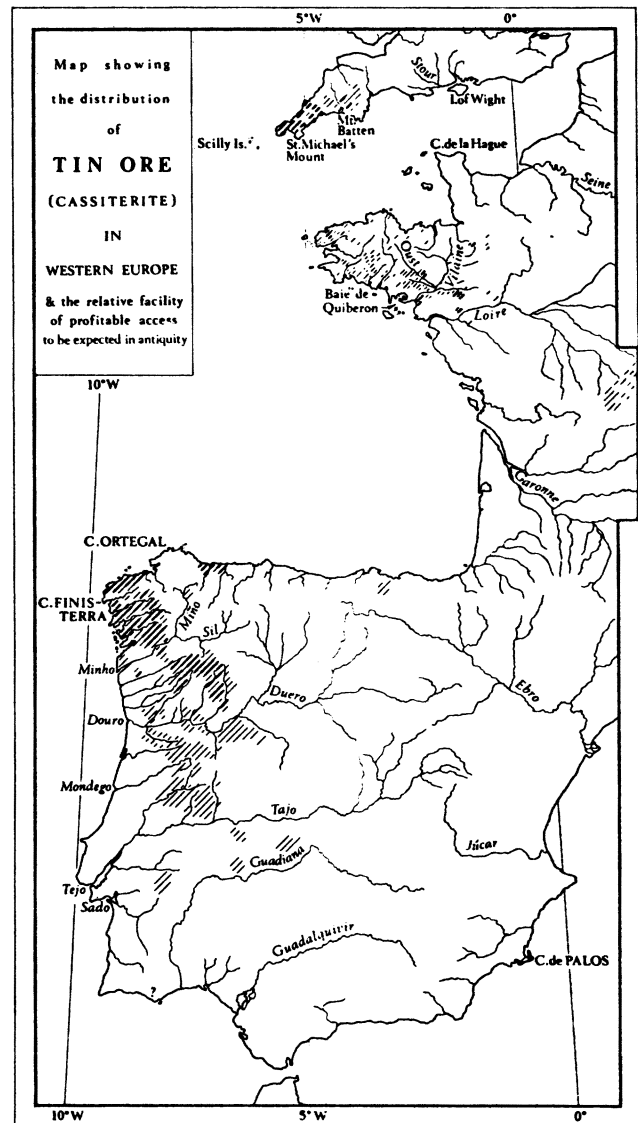 5°W 0°
Map showing
the distribution
of
TIN ORE
(CASSITERITE)
IN
WESTERN EUROPE
& the relative facility
of profitable access
to be expected in antiquity
Stour
I.of Wight
Mt.
Batten
Scilly Is.
St.Michael's
Mount
C.de la Hague
Seine
Oust
Vilaine
Baie de
Quiberon
Loire
10°W
Garonne
C.ORTEGAL
C.FINIS-
TERRA
Miño
Sil
Minho
Duero
Ebro
Douro
Mondego
Tajo
Júcar
Guadiana
Tejo
Sado
Guadalquivir
C.de PALOS
?
10°W 5°W 0°